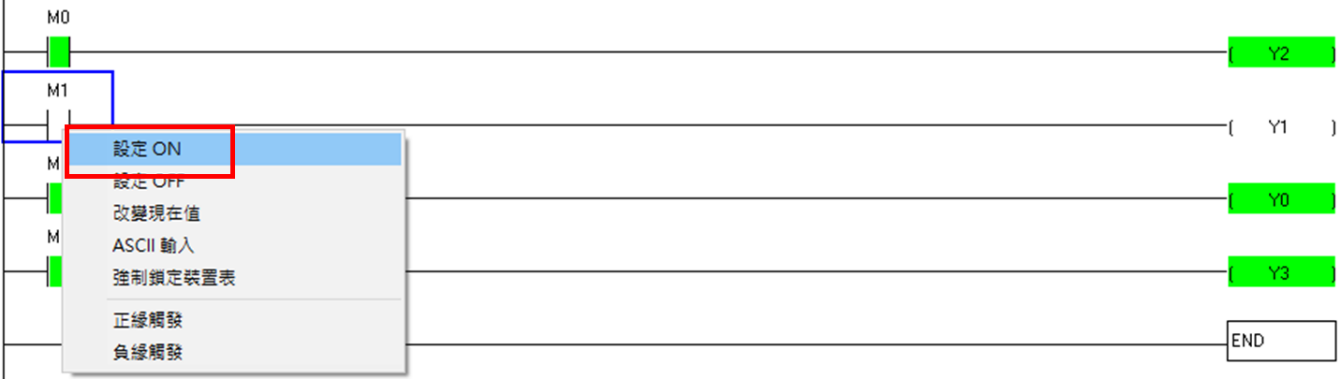 M0
( Y2 )
M1
( Y1 )
設定 ON
M
設定 OFF
( Y0 )
改變現在值
M
ASCII 輸入
( Y3 )
強制鎖定裝置表
正緣觸發
END
負緣觸發